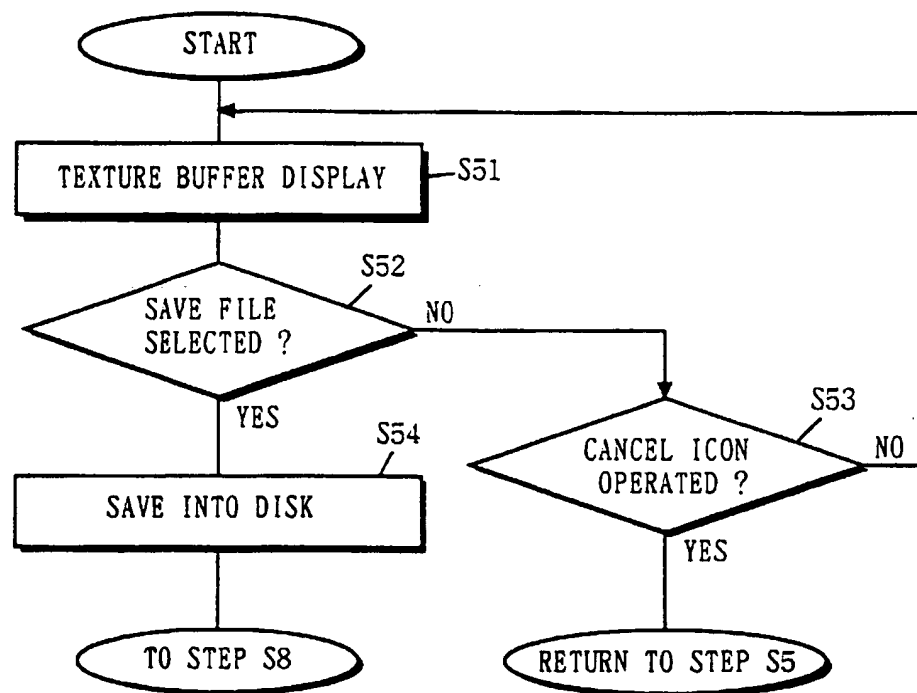 START
TEXTURE BUFFER DISPLAY
S51
S52
SAVE FILE
SELECTED ?
NO
YES
S53
CANCEL ICON
OPERATED ?
NO
YES
S54
SAVE INTO DISK
TO STEP S8
RETURN TO STEP S5